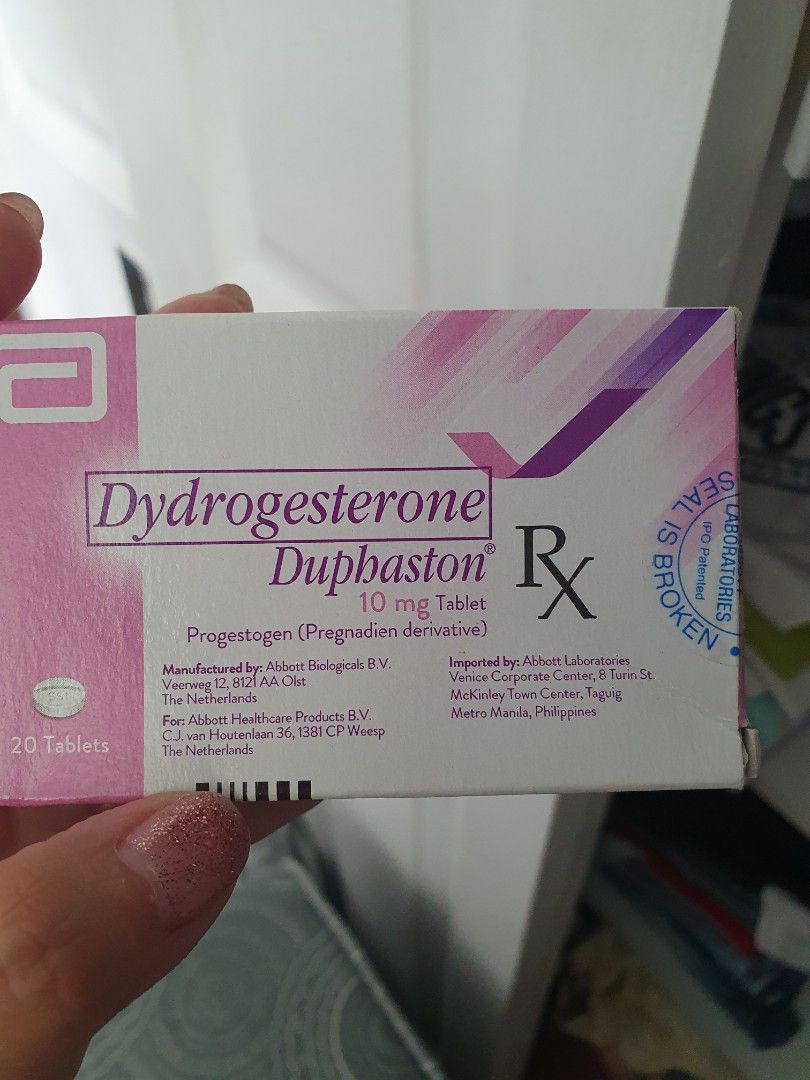 Dydrogesterone
Duphaston®
10 mg Tablet
Rx
Progestogen (Pregnadien derivative)
Manufactured by: Abbott Biologicals B.V.
Veerweg 12, 8121 AA Olst
The Netherlands
For: Abbott Healthcare Products B.V.
C.J. van Houtenlaan 36, 1381 CP Weesp
The Netherlands
Imported by: Abbott Laboratories
Venice Corporate Center, 8 Turin St.
McKinley Town Center, Taguig
Metro Manila, Philippines
20 Tablets
SEAL IS BROKEN
LABORATORIES
IPO Patented